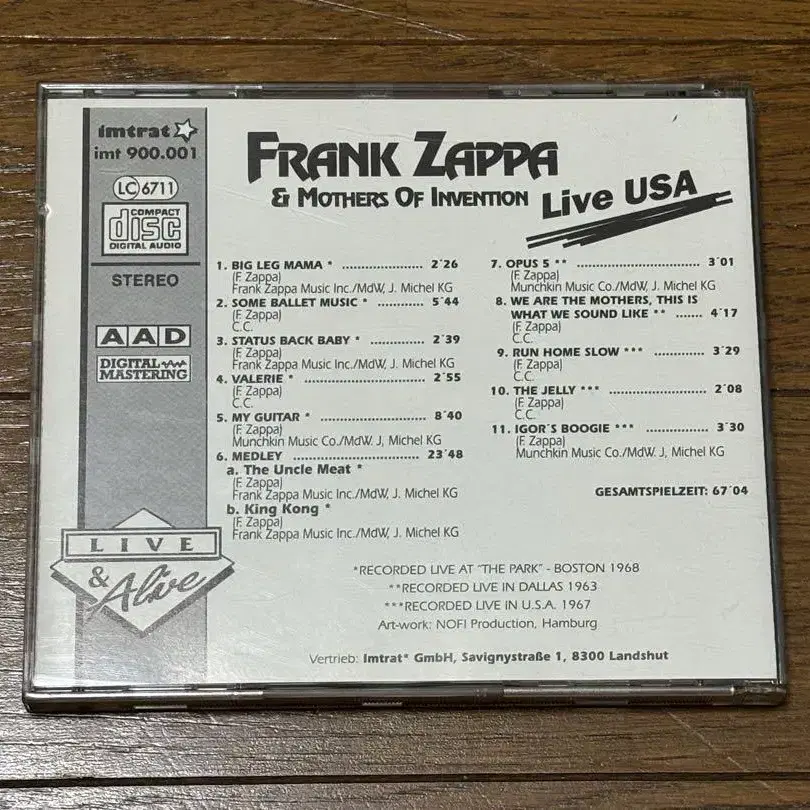 imtrat
imt 900.001
LC 6711
COMPACT
disc
DIGITAL AUDIO
STEREO
AAD
DIGITAL
MASTERING
LIVE
& Alive
FRANK ZAPPA
& MOTHERS OF INVENTION
Live USA
1. BIG LEG MAMA * ..................... 2´26
(F. Zappa)
Frank Zappa Music Inc./MdW, J. Michel KG
2. SOME BALLET MUSIC * ........... 5´44
(F. Zappa)
C.C.
3. STATUS BACK BABY * .............. 2´39
(F. Zappa)
Frank Zappa Music Inc./MdW, J. Michel KG
4. VALERIE * ............................... 2´55
(F. Zappa)
C.C.
5. MY GUITAR * ........................... 8´40
(F. Zappa)
Munchkin Music Co./MdW. J, Michel KG
6. MEDLEY ................................ 23´48
a. The Uncle Meat *
(F. Zappa)
Frank Zappa Music Inc./MdW, J. Michel KG
b. King Kong *
(F. Zappa)
Frank Zappa Music Inc./MdW, J. Michel KG
7. OPUS 5 ** ............................... 3´01
(F. Zappa)
Munchkin Music Co./MdW, J. Michel KG
8. WE ARE THE MOTHERS, THIS IS
WHAT WE SOUND LIKE ** ....... 4´17
(F. Zappa)
C.C.
9. RUN HOME SLOW *** .............. 3´29
(F. Zappa)
C.C.
10. THE JELLY *** ........................ 2´08
(F. Zappa)
C.C.
11. IGOR´S BOOGIE *** ................ 3´30
(F. Zappa)
Munchkin Music Co./MdW. J, Michel KG
GESAMTSPIELZEIT: 67´04
*RECORDED LIVE AT "THE PARK" - BOSTON 1968
**RECORDED LIVE IN DALLAS 1963
***RECORDED LIVE IN U.S.A. 1967
Art-work: NOFI Production, Hamburg
Vertrieb: Imtrat* GmbH, Savignystraße 1, 8300 Landshut